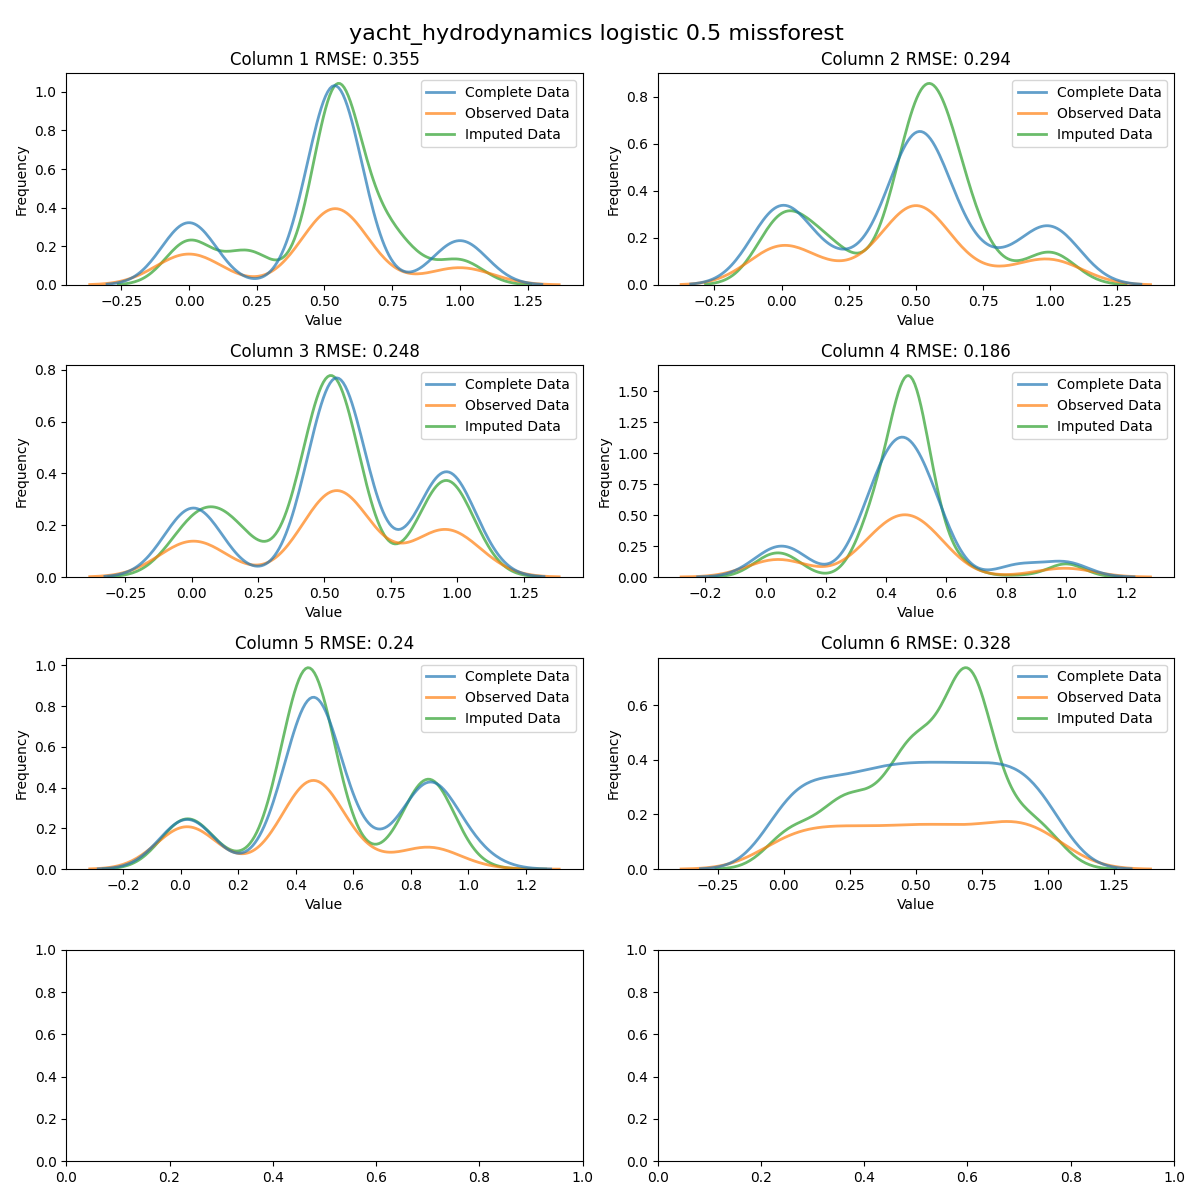 yacht_hydrodynamics logistic 0.5 missforest
Column 1 RMSE: 0.355
Complete Data
Observed Data
Imputed Data
Frequency
1.0
0.8
0.6
0.4
0.2
0.0
−0.25 0.00 0.25 0.50 0.75 1.00 1.25
Value
Column 2 RMSE: 0.294
Complete Data
Observed Data
Imputed Data
Frequency
0.8
0.6
0.4
0.2
0.0
−0.25 0.00 0.25 0.50 0.75 1.00 1.25
Value
Column 3 RMSE: 0.248
Complete Data
Observed Data
Imputed Data
Frequency
0.8
0.6
0.4
0.2
0.0
−0.25 0.00 0.25 0.50 0.75 1.00 1.25
Value
Column 4 RMSE: 0.186
Complete Data
Observed Data
Imputed Data
Frequency
1.50
1.25
1.00
0.75
0.50
0.25
0.00
−0.2 0.0 0.2 0.4 0.6 0.8 1.0 1.2
Value
Column 5 RMSE: 0.24
Complete Data
Observed Data
Imputed Data
Frequency
1.0
0.8
0.6
0.4
0.2
0.0
−0.2 0.0 0.2 0.4 0.6 0.8 1.0 1.2
Value
Column 6 RMSE: 0.328
Complete Data
Observed Data
Imputed Data
Frequency
0.6
0.4
0.2
0.0
−0.25 0.00 0.25 0.50 0.75 1.00 1.25
Value
1.0
0.8
0.6
0.4
0.2
0.0
0.0 0.2 0.4 0.6 0.8 1.0
1.0
0.8
0.6
0.4
0.2
0.0
0.0 0.2 0.4 0.6 0.8 1.0